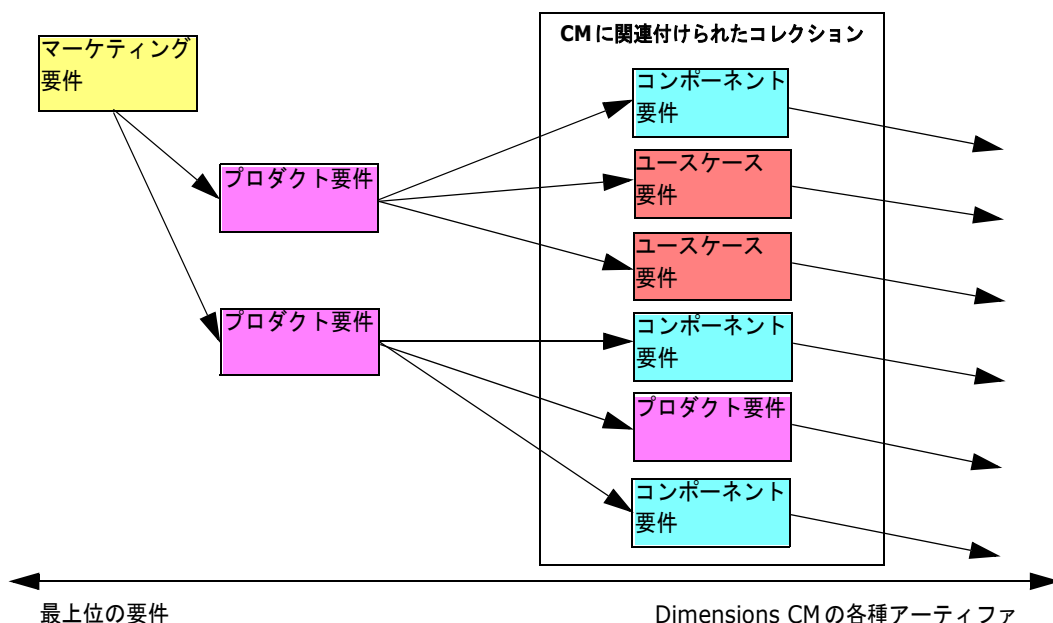 CMに関連付けられたコレクション
マーケティング
要件
プロダクト要件
プロダクト要件
コンポーネント
要件
ユースケース
要件
ユースケース
要件
コンポーネント
要件
プロダクト要件
コンポーネント
要件
最上位の要件
Dimensions CMの各種アーティファ